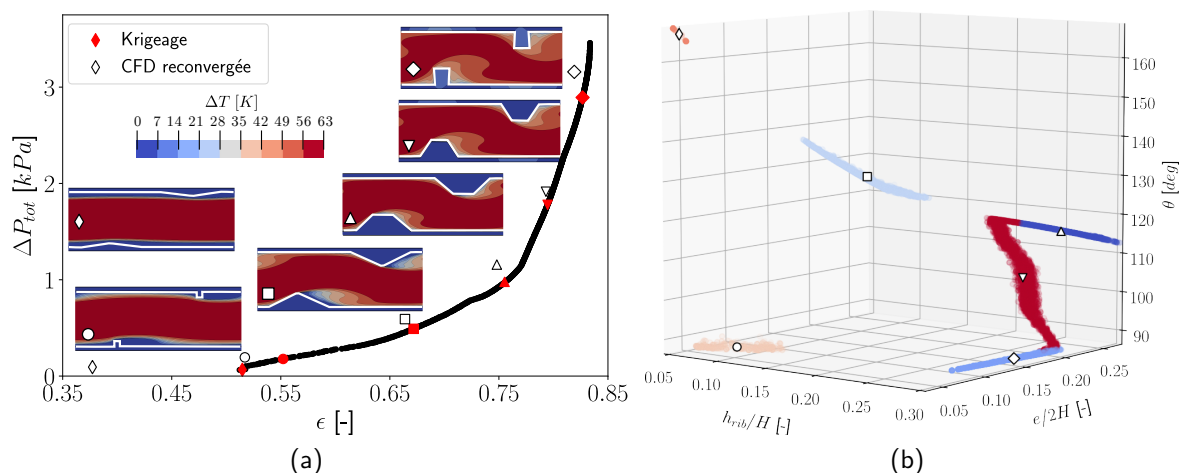 Krigeage
CFD reconvergée
ΔT [K]
0 7 14 21 28 35 42 49 56 63
ΔP_tot [kPa]
3
2
1
0
0.35 0.45 0.55 0.65 0.75 0.85
ϵ [-]
(a)
160
150
140
130
120
110
100
90
θ [deg]
0.05 0.10 0.15 0.20 0.25 0.30
h_rib/H [-]
0.05 0.10 0.15 0.20 0.25
e/2H [-]
(b)